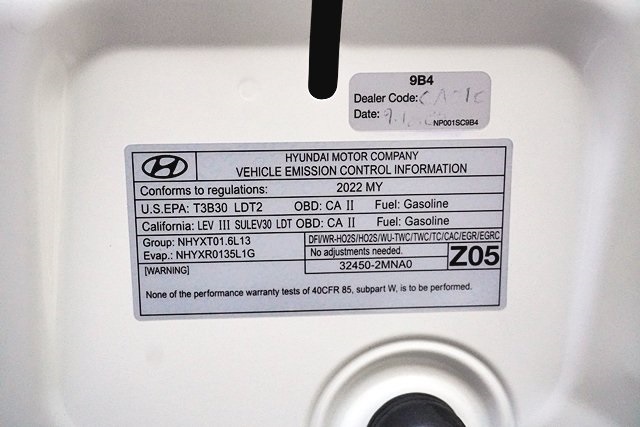 9B4
Dealer Code:
Date:
NP001SC9B4
HYUNDAI MOTOR COMPANY
VEHICLE EMISSION CONTROL INFORMATION
Conforms to regulations: 2022 MY
U.S.EPA: T3B30 LDT2 OBD: CA II Fuel: Gasoline
California: LEV III SULEV30 LDT OBD: CA II Fuel: Gasoline
Group: NHYXT01.6L13
Evap.: NHYXR0135L1G
DFI/WR-HO2S/HO2S/WU-TWC/TWC/TC/CAC/EGR/EGRC
No adjustments needed.
32450-2MNA0
Z05
[WARNING]
None of the performance warranty tests of 40CFR 85, subpart W, is to be performed.